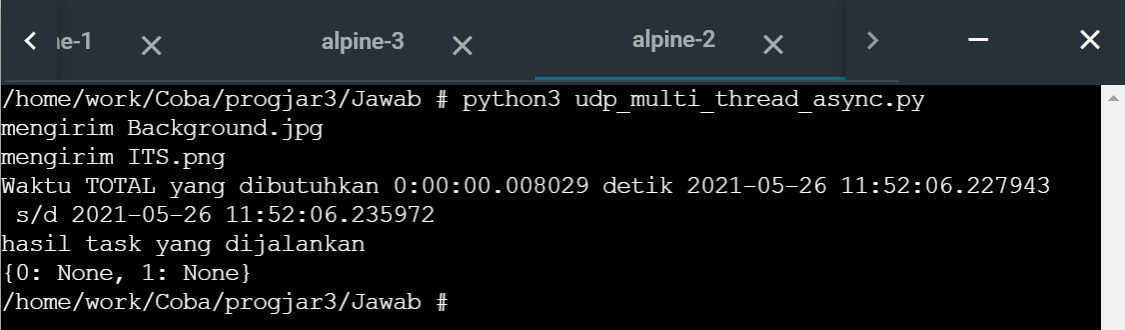 ne-1 alpine-3 alpine-2
/home/work/Coba/progjar3/Jawab # python3 udp_multi_thread_async.py
mengirim Background.jpg
mengirim ITS.png
Waktu TOTAL yang dibutuhkan 0:00:00.008029 detik 2021-05-26 11:52:06.227943
s/d 2021-05-26 11:52:06.235972
hasil task yang dijalankan
{0: None, 1: None}
/home/work/Coba/progjar3/Jawab #